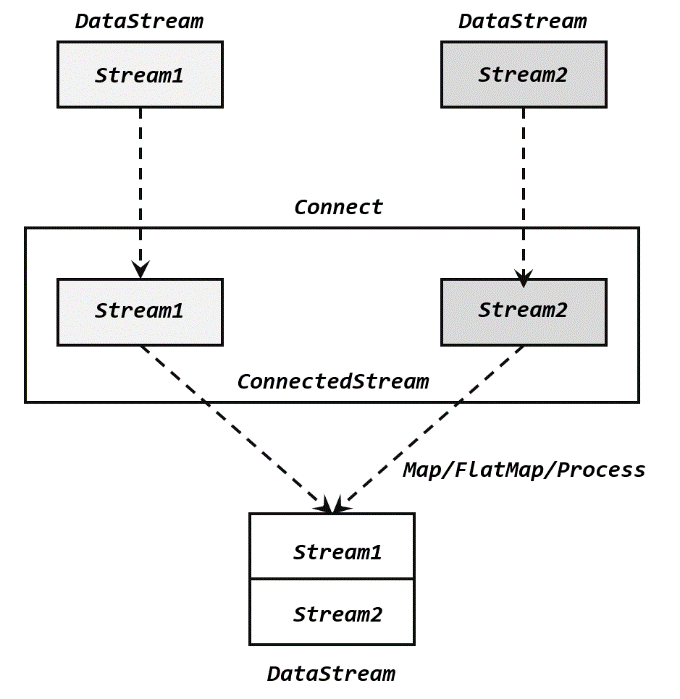 DataStream
DataStream
Stream1
Stream2
Connect
Stream1
Stream2
ConnectedStream
Map/FlatMap/Process
Stream1
Stream2
DataStream